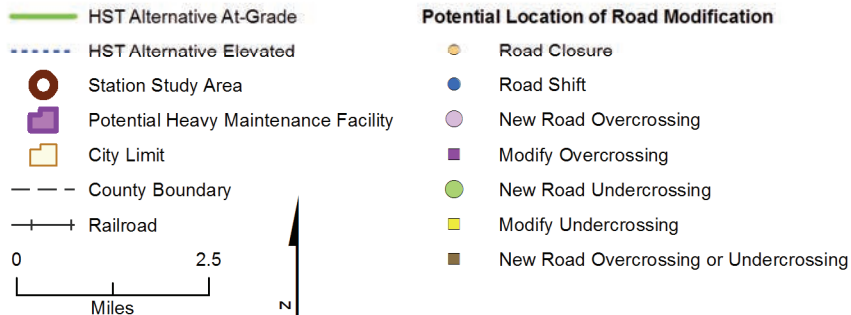 HST Alternative At-Grade
HST Alternative Elevated
Station Study Area
Potential Heavy Maintenance Facility
City Limit
County Boundary
Railroad
0 2.5
Miles
N
Potential Location of Road Modification
Road Closure
Road Shift
New Road Overcrossing
Modify Overcrossing
New Road Undercrossing
Modify Undercrossing
New Road Overcrossing or Undercrossing